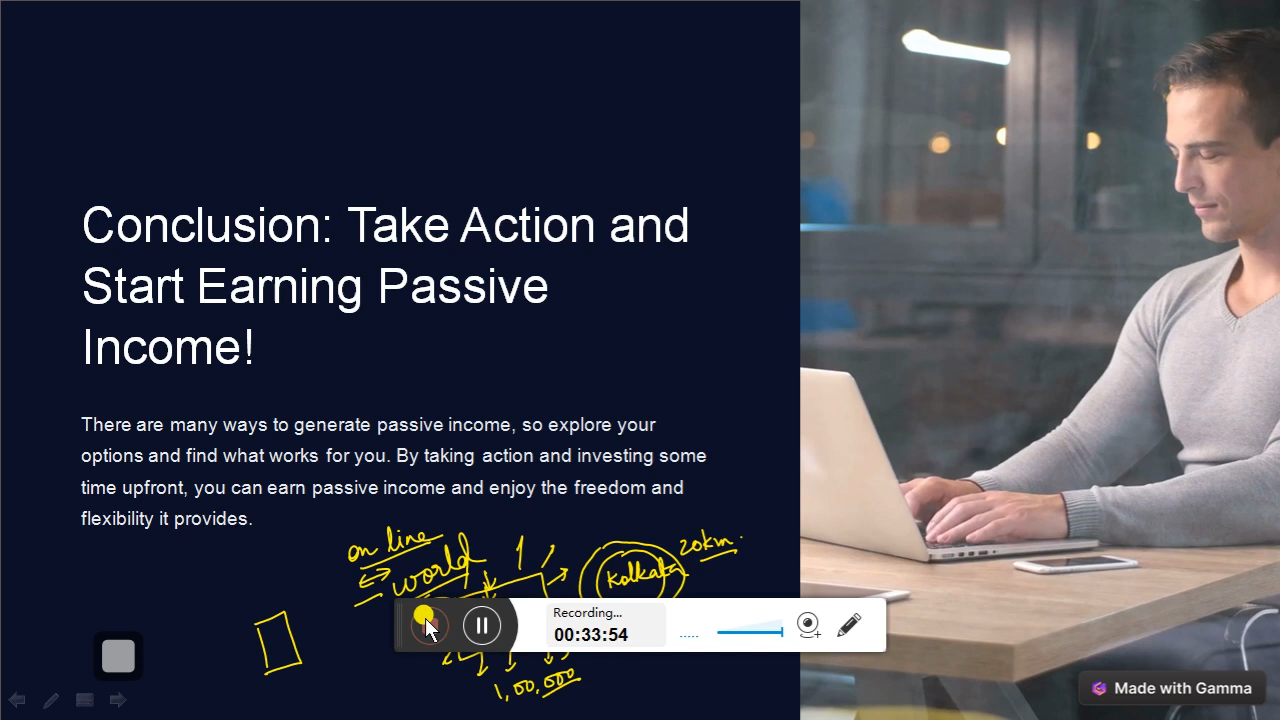 Conclusion: Take Action and
Start Earning Passive
Income!
There are many ways to generate passive income, so explore your
options and find what works for you. By taking action and investing some
time upfront, you can earn passive income and enjoy the freedom and
flexibility it provides.
on line
world
1
Kolkata
20km.
Recording...
00:33:54
1,00,000
Made with Gamma